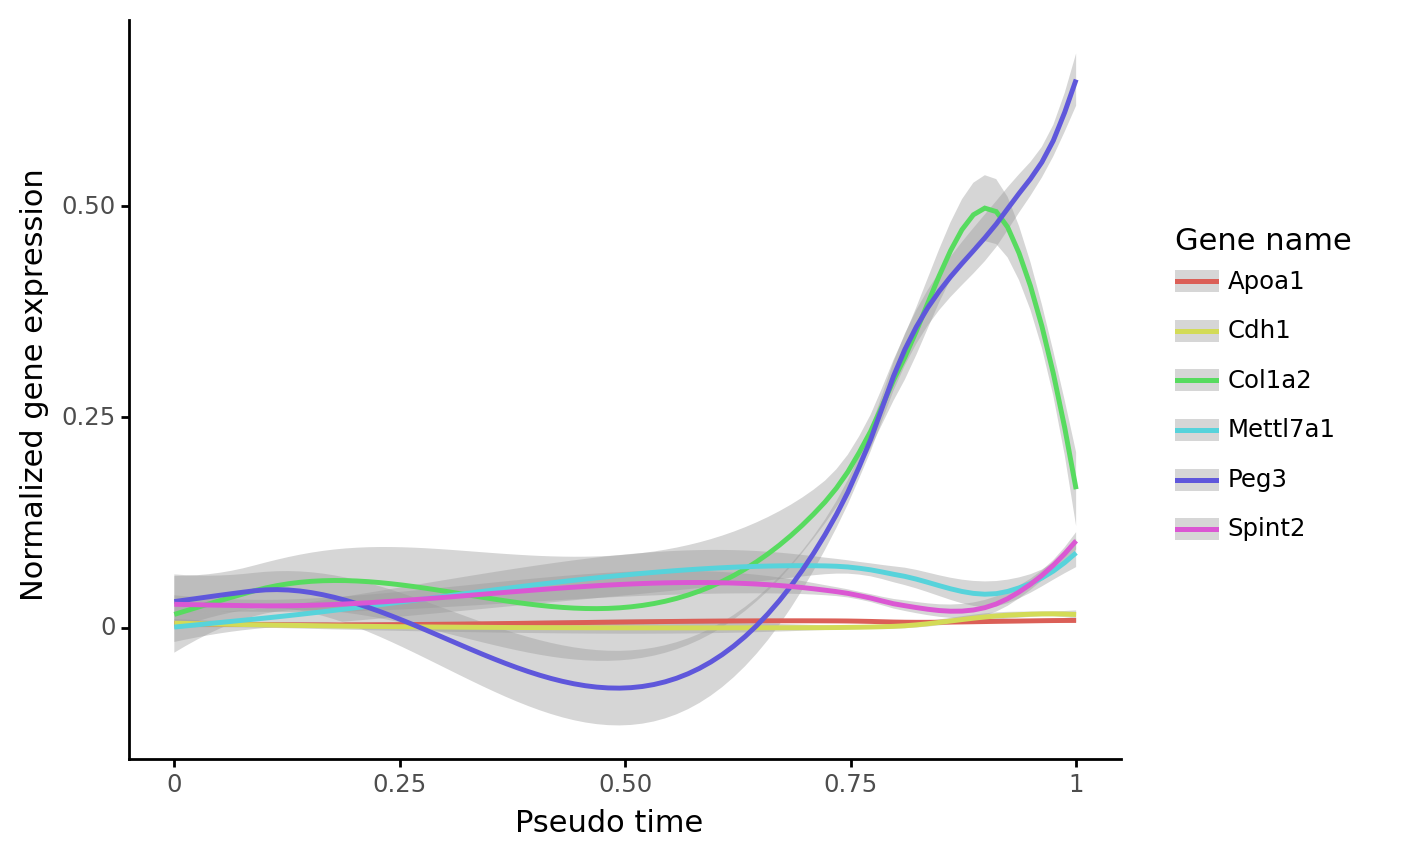 Normalized gene expression
0.50
0.25
0
0
0.25
0.50
0.75
1
Pseudo time
Gene name
Apoa1
Cdh1
Col1a2
Mettl7a1
Peg3
Spint2